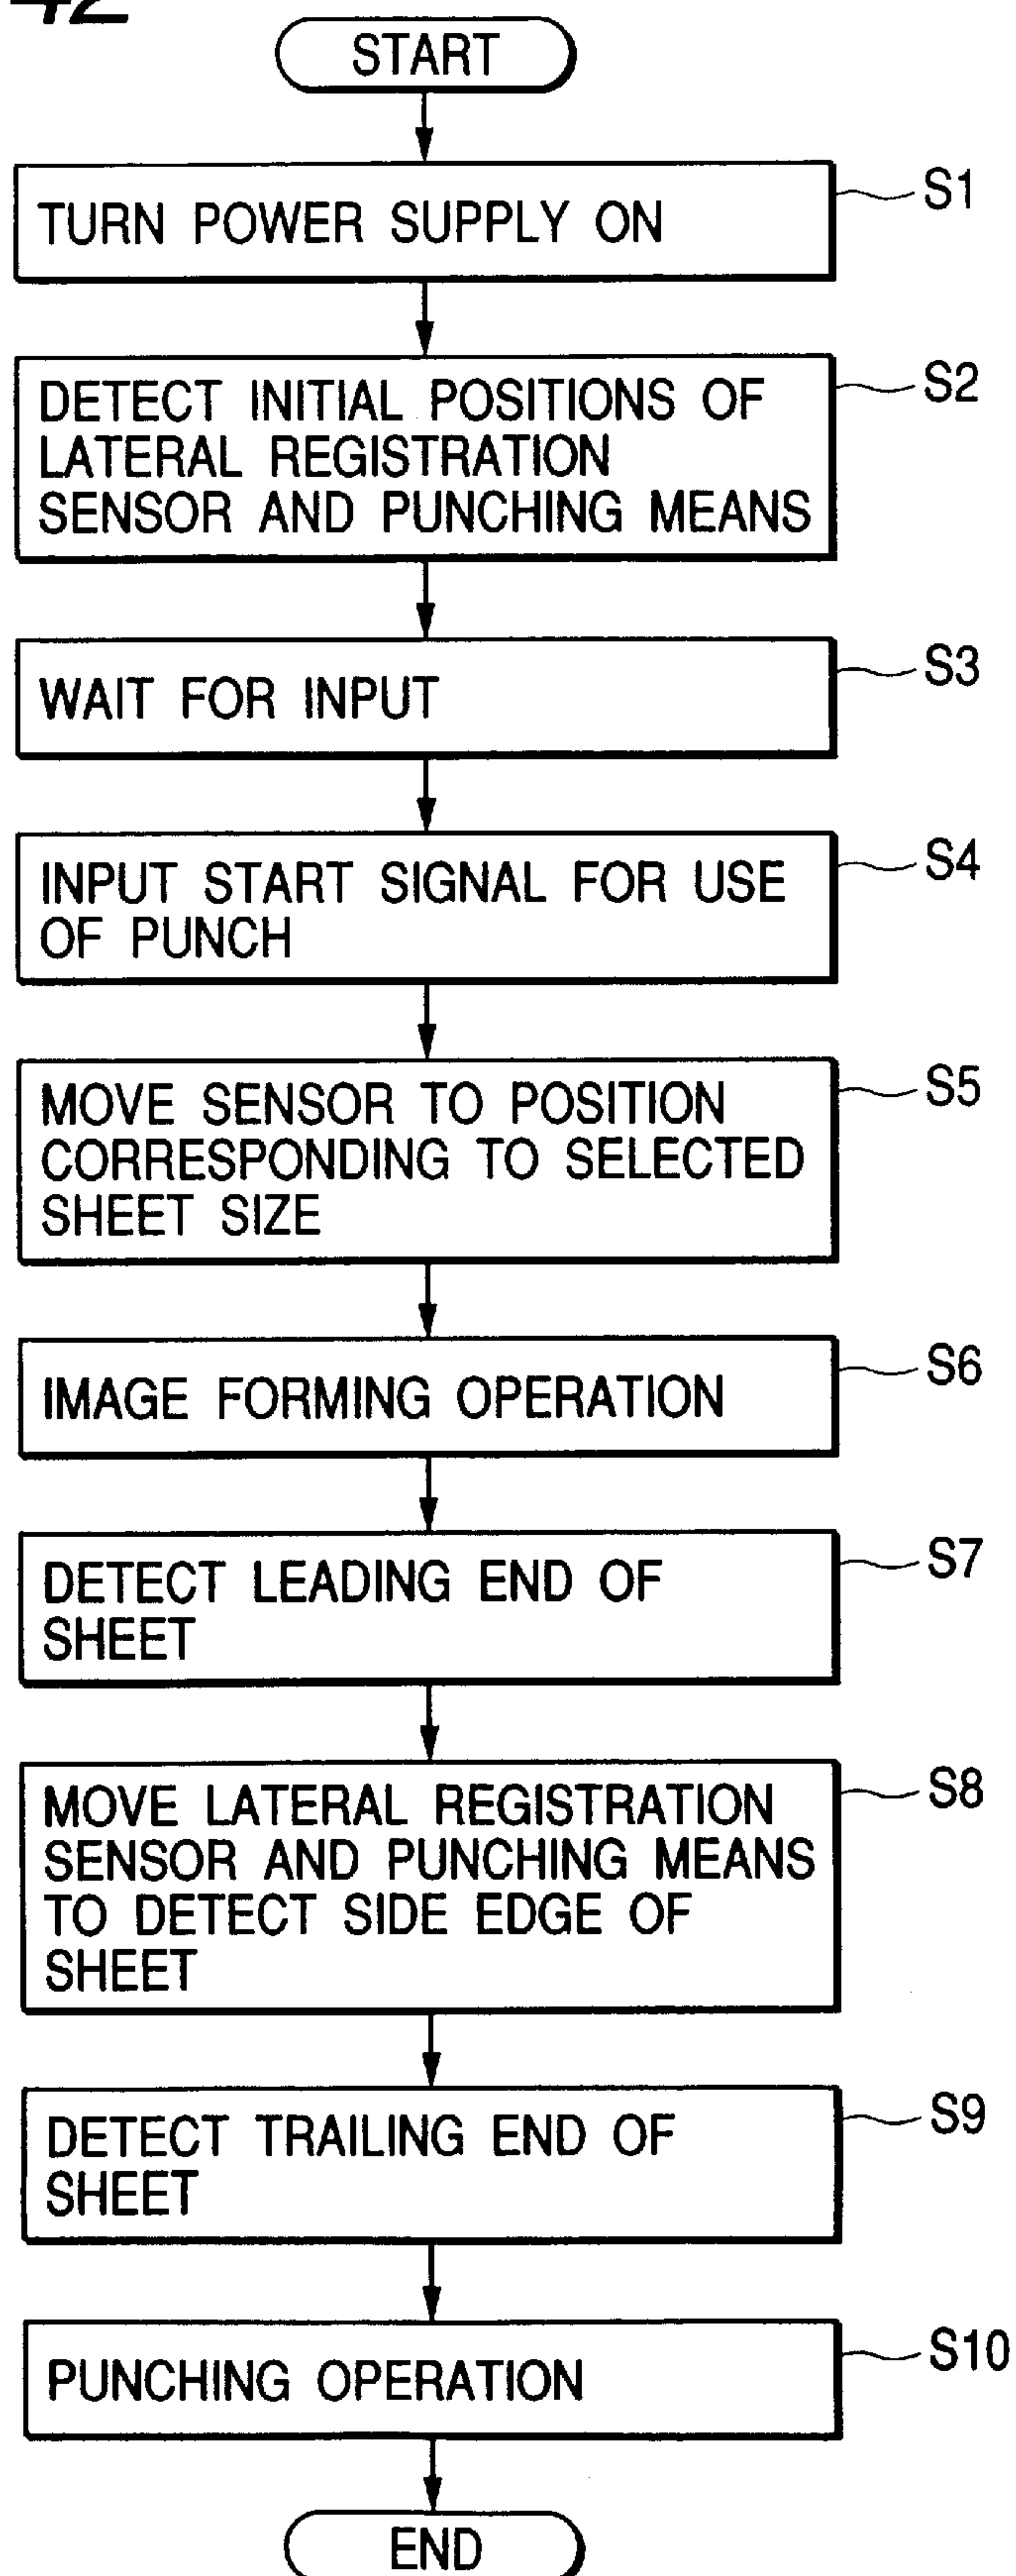 42
START
TURN POWER SUPPLY ON
S1
DETECT INITIAL POSITIONS OF
LATERAL REGISTRATION
SENSOR AND PUNCHING MEANS
S2
WAIT FOR INPUT
S3
INPUT START SIGNAL FOR USE
OF PUNCH
S4
MOVE SENSOR TO POSITION
CORRESPONDING TO SELECTED
SHEET SIZE
S5
IMAGE FORMING OPERATION
S6
DETECT LEADING END OF
SHEET
S7
MOVE LATERAL REGISTRATION
SENSOR AND PUNCHING MEANS
TO DETECT SIDE EDGE OF
SHEET
S8
DETECT TRAILING END OF
SHEET
S9
PUNCHING OPERATION
S10
END